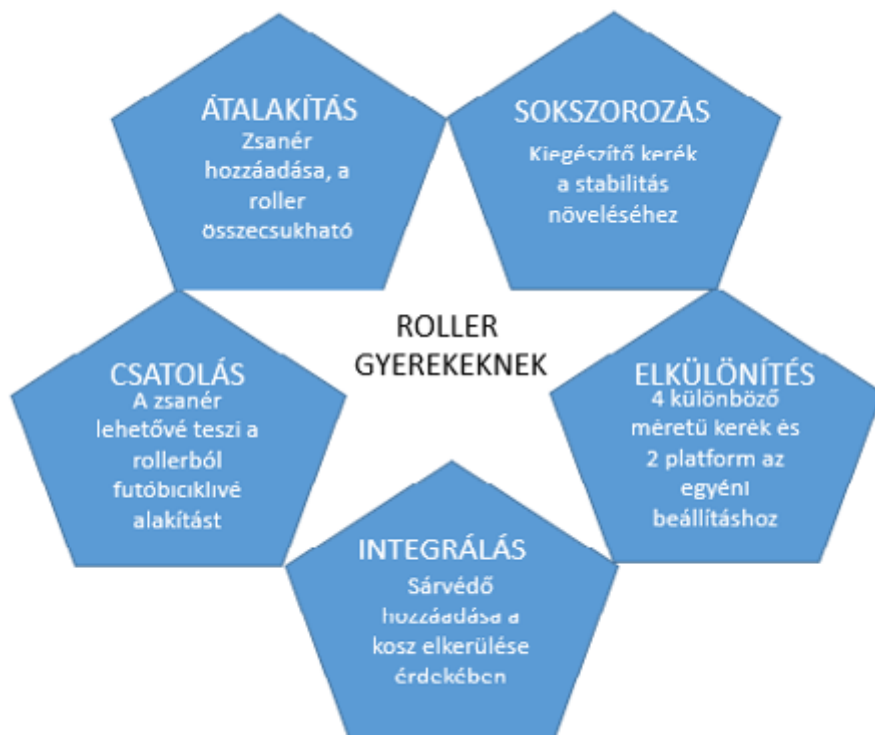 ÁTALAKÍTÁS
Zsanér
hozzáadása, a
roller
összecsukható
SOKSZOROZÁS
Kiegészítő kerék
a stabilitás
növeléséhez
ROLLER
GYEREKEKNEK
CSATOLÁS
A zsanér
lehetővé teszi a
rollerból
futóbiciklivé
alakítást
ELKÜLÖNÍTÉS
4 különböző
méretű kerék és
2 platform az
egyéni
beállításhoz
INTEGRÁLÁS
Sárvédő
hozzáadása a
kosz elkerülése
érdekében